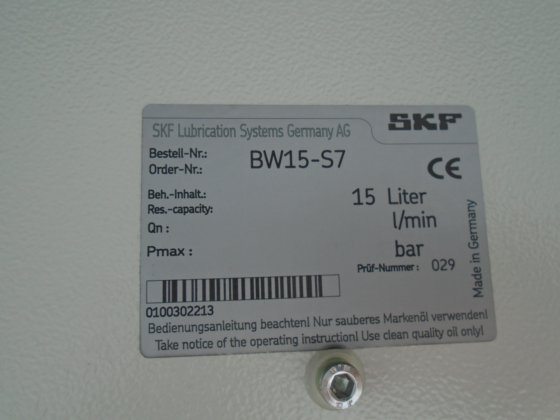 SKF Lubrication Systems Germany AG SKF
Bestell-Nr.:
Order-Nr.: BW15-S7 CE
Beh.-Inhalt.:
Res.-capacity: 15 Liter
Qn : l/min
Pmax : bar
Prüf-Nummer : 029
Made in Germany
0100302213
Bedienungsanleitung beachten! Nur sauberes Markenöl verwenden!
Take notice of the operating instruction! Use clean quality oil only!